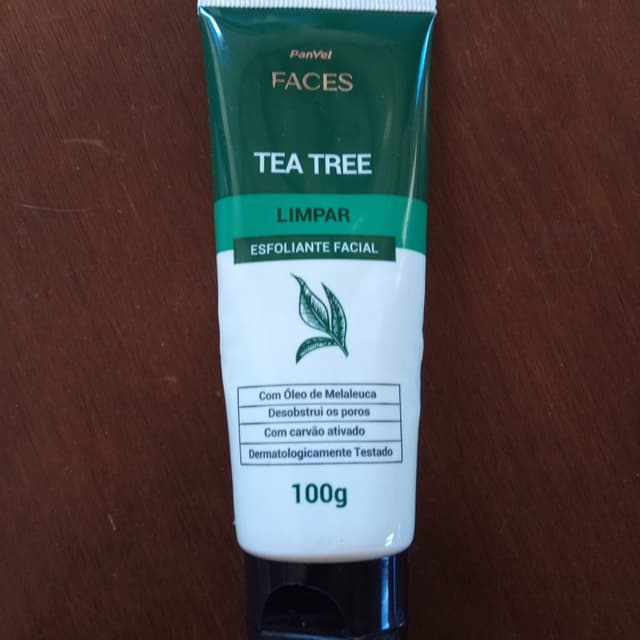 PanVel
FACES
TEA TREE
LIMPAR
ESFOLIANTE FACIAL
Com Óleo de Melaleuca
Desobstrui os poros
Com carvão ativado
Dermatologicamente Testado
100g